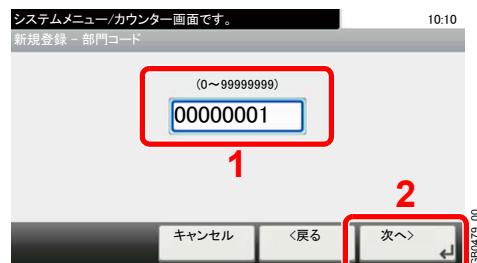 システムメニュー/カウンター画面です。 10:10
新規登録 - 部門コード
(0～99999999)
00000001
1
2
キャンセル <戻る 次へ>
GB0479_00